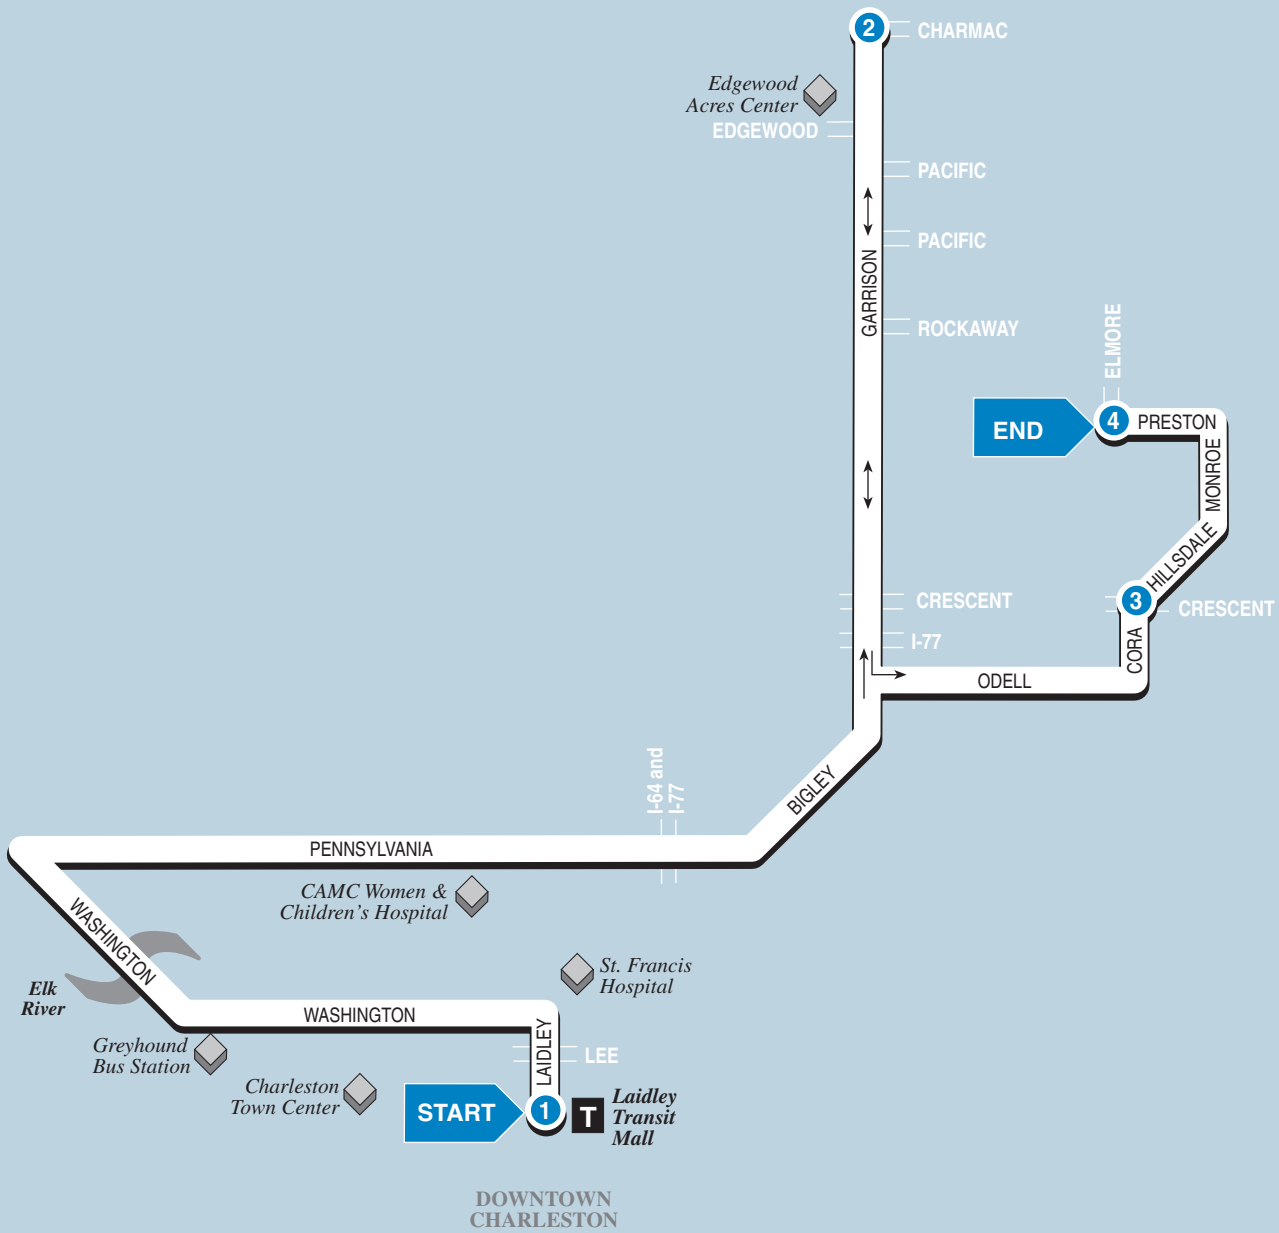 2
CHARMAC
Edgewood
Acres Center
EDGEWOOD
PACIFIC
PACIFIC
GARRISON
ROCKAWAY
ELMORE
END
4
PRESTON
MONROE
HILLSDALE
3
CRESCENT
CRESCENT
I-77
CORA
ODELL
I-64 and
I-77
BIGLEY
PENNSYLVANIA
CAMC Women &
Children's Hospital
WASHINGTON
St. Francis
Hospital
Elk
River
WASHINGTON
LAIDLEY
LEE
Greyhound
Bus Station
Charleston
Town Center
START
1
T
Laidley
Transit
Mall
DOWNTOWN
CHARLESTON